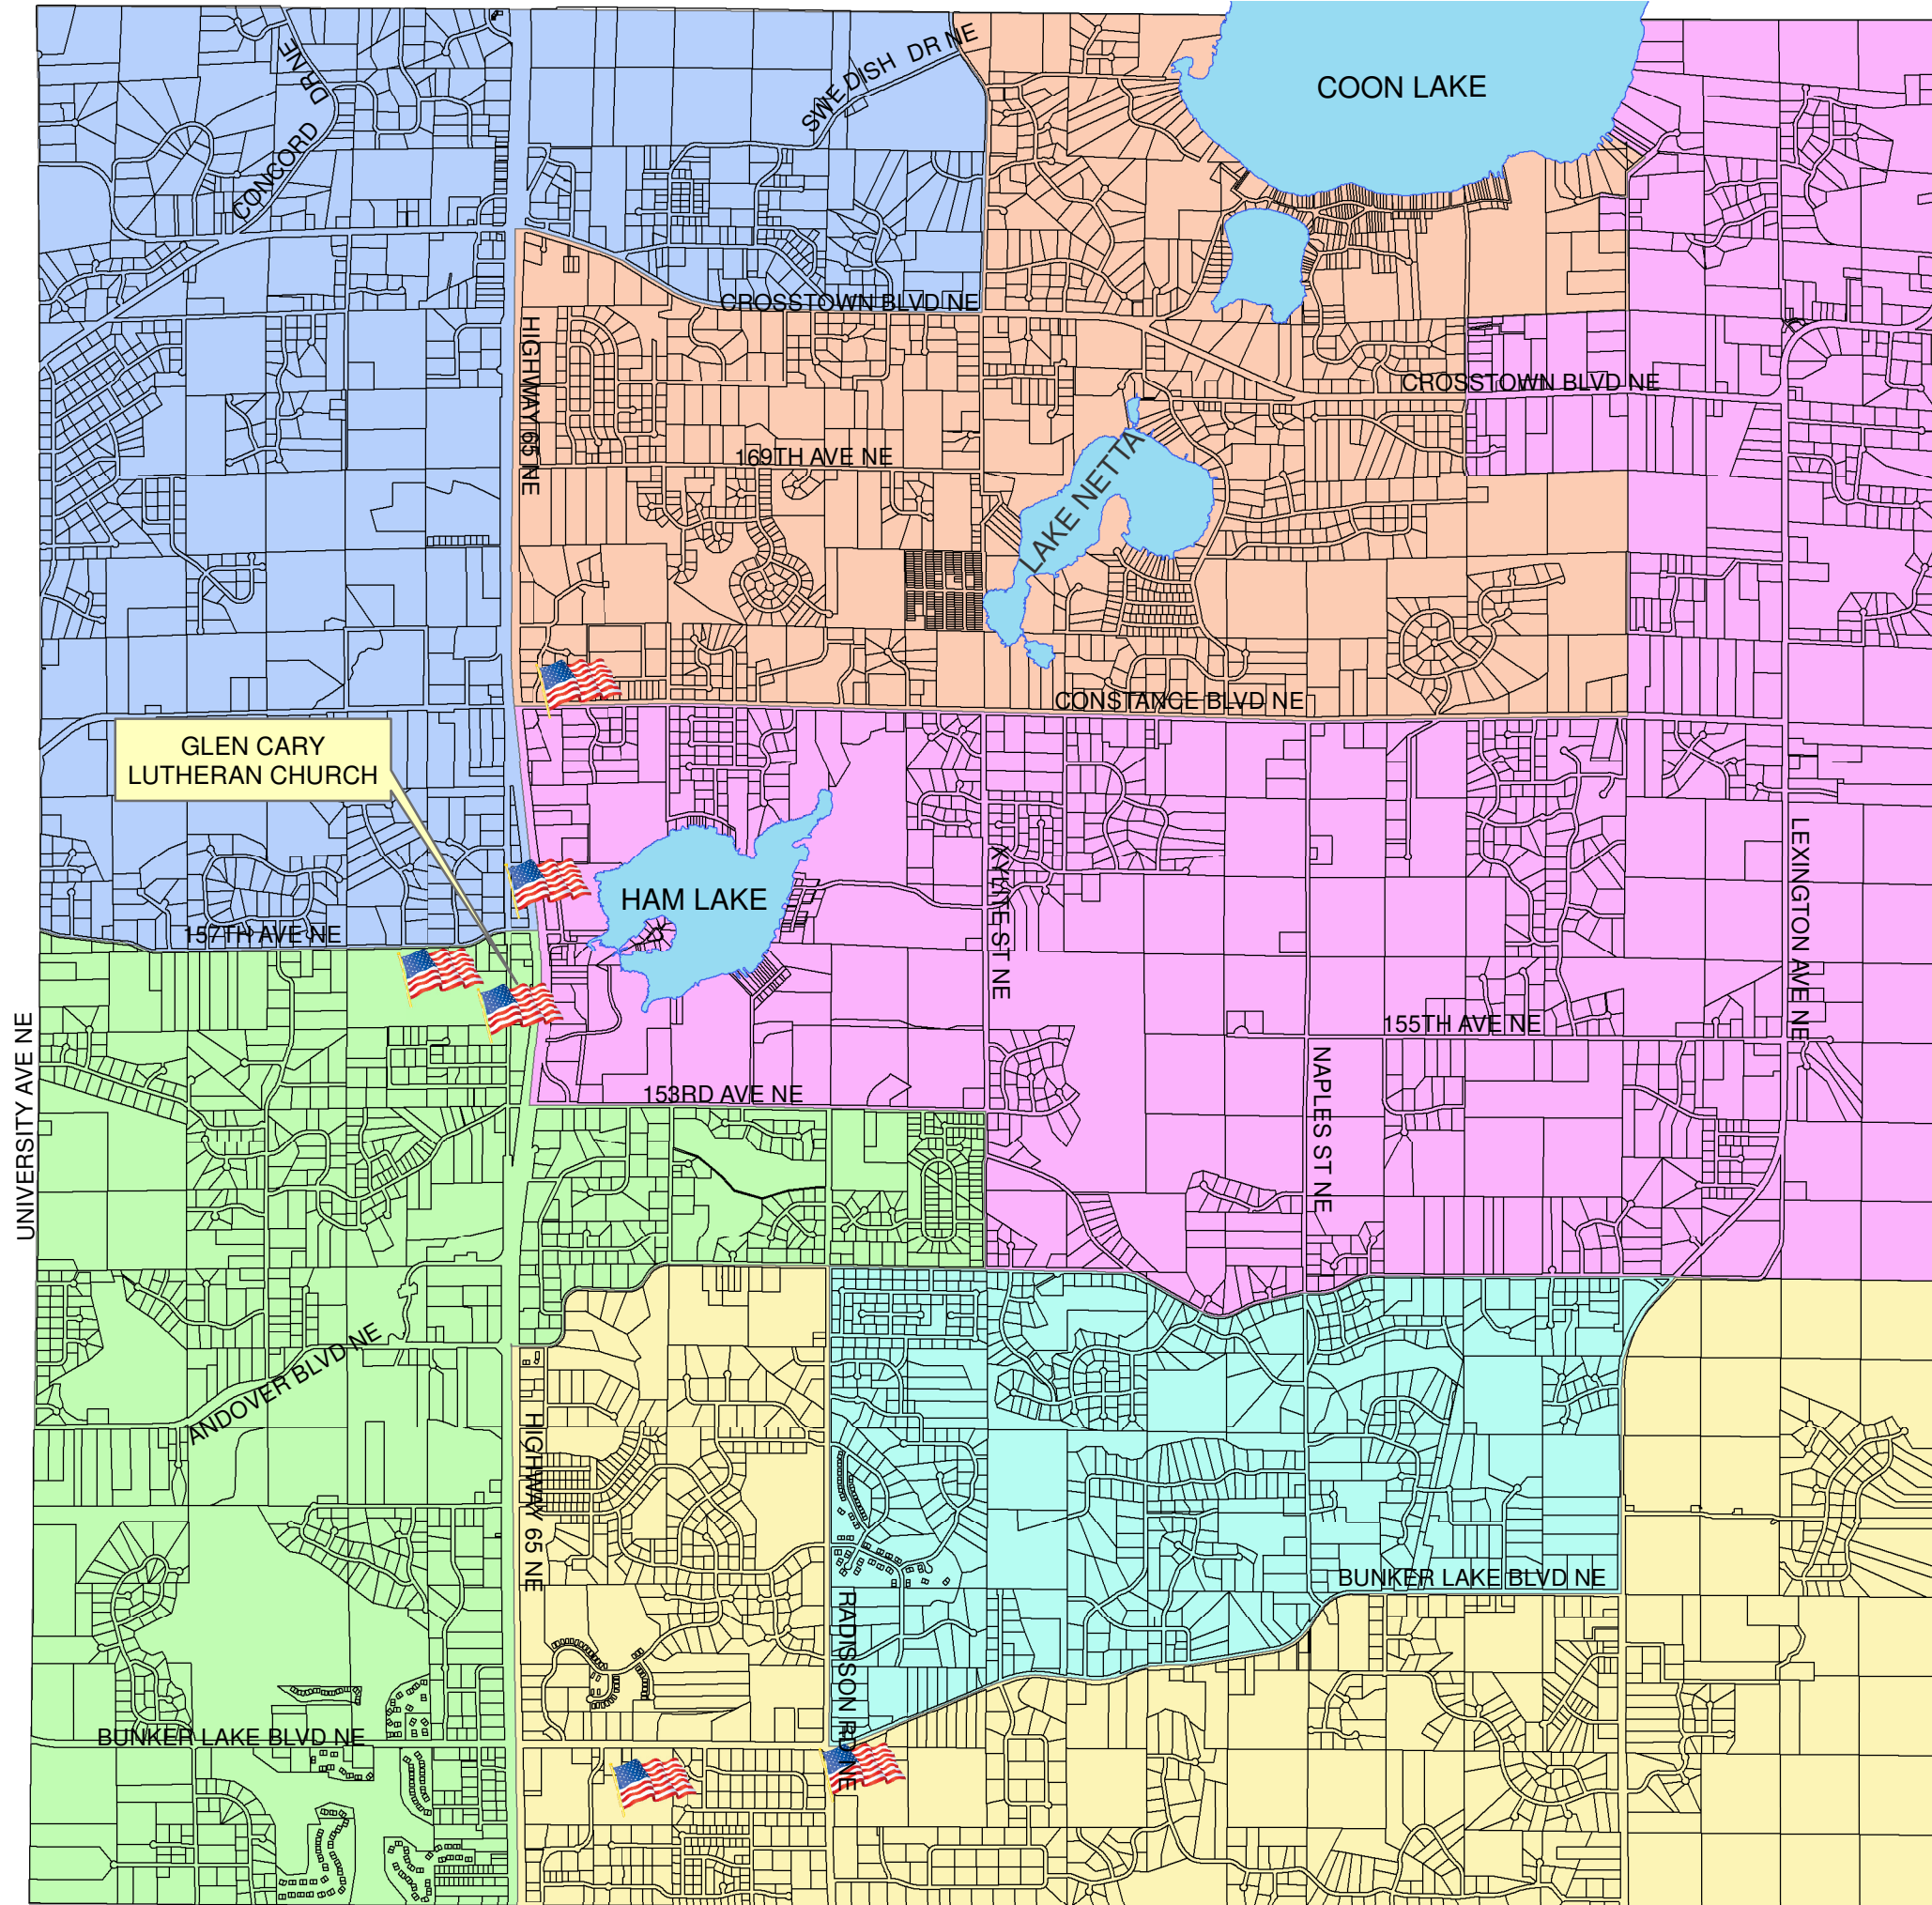 CONCORD DR NE
SWEDISH DR NE
COON LAKE
CROSSTOWN BLVD NE
HIGHWAY 65 NE
CROSSTOWN BLVD NE
169TH AVE NE
LAKE NETTA
CONSTANCE BLVD NE
GLEN CARY
LUTHERAN CHURCH
HAM LAKE
XYLITE ST NE
LEXINGTON AVE NE
157TH AVE NE
UNIVERSITY AVE NE
155TH AVE NE
NAPLES ST NE
153RD AVE NE
ANDOVER BLVD NE
HIGHWAY 65 NE
BUNKER LAKE BLVD NE
RADISSON RD NE
BUNKER LAKE BLVD NE